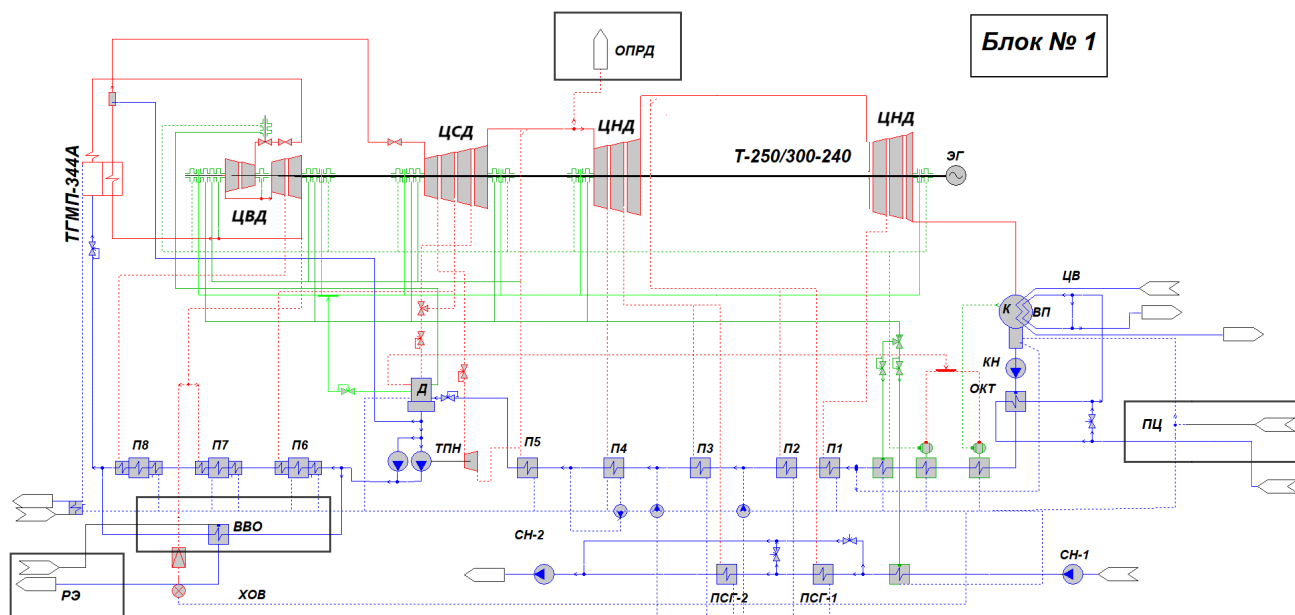 ОПРД
Блок № 1
ЦСД
ЦНД
ЦНД
Т-250/300-240
ЭГ
ТГМП-344А
ЦВД
ЦВ
К
ВП
КН
Д
ОКТ
ПЦ
П8
П7
П6
ТПН
П5
П4
П3
П2
П1
ВВО
СН-2
СН-1
РЭ
ХОВ
ПСГ-2
ПСГ-1